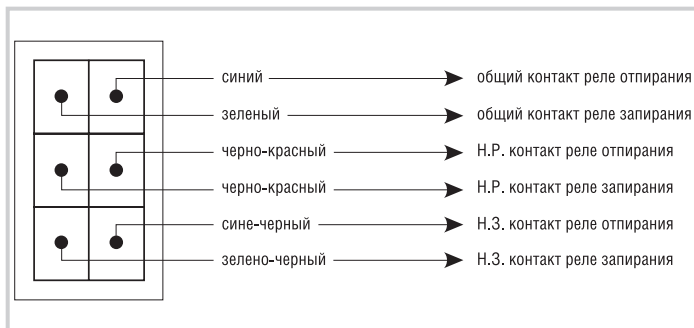 синий общий контакт реле отпирания
зеленый общий контакт реле запирания
черно-красный Н.Р. контакт реле отпирания
черно-красный Н.Р. контакт реле запирания
сине-черный Н.З. контакт реле отпирания
зелено-черный Н.З. контакт реле запирания